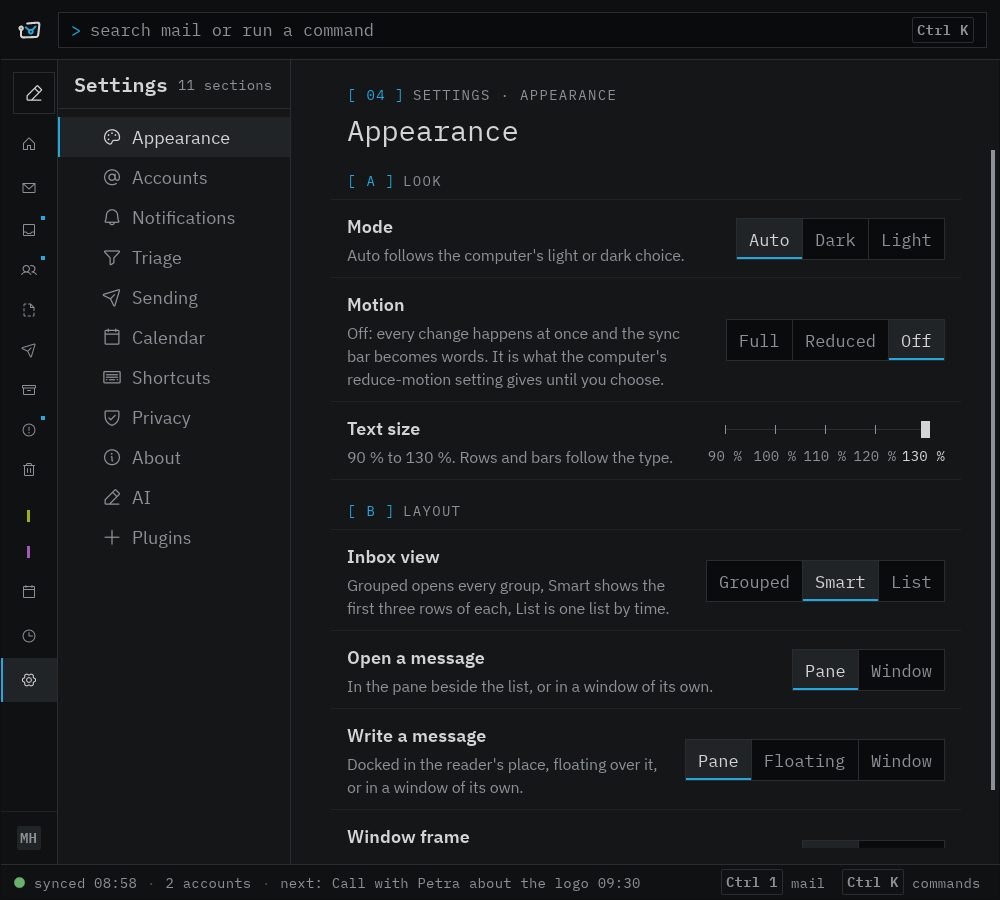 > search mail or run a command
Ctrl K
Settings 11 sections
Appearance
Accounts
Notifications
Triage
Sending
Calendar
Shortcuts
Privacy
About
AI
Plugins
[ 04 ] SETTINGS · APPEARANCE
Appearance
[ A ] LOOK
Mode
Auto follows the computer's light or dark choice.
Auto Dark Light
Motion
Off: every change happens at once and the sync
bar becomes words. It is what the computer's
reduce-motion setting gives until you choose.
Full Reduced Off
Text size
90 % to 130 %. Rows and bars follow the type.
90 % 100 % 110 % 120 % 130 %
[ B ] LAYOUT
Inbox view
Grouped opens every group, Smart shows the
first three rows of each, List is one list by time.
Grouped Smart List
Open a message
In the pane beside the list, or in a window of its own.
Pane Window
Write a message
Docked in the reader's place, floating over it,
or in a window of its own.
Pane Floating Window
Window frame
MH
synced 08:58 · 2 accounts · next: Call with Petra about the logo 09:30
Ctrl 1 mail Ctrl K commands